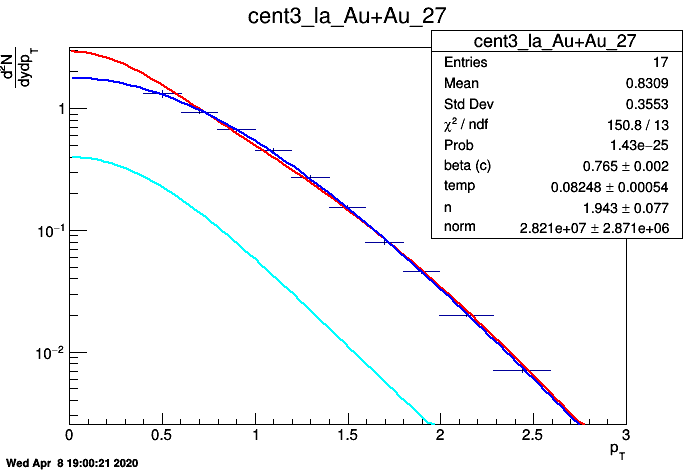 cent3_la_Au+Au_27
d²N
dydp_T
cent3_la_Au+Au_27
Entries 17
Mean 0.8309
Std Dev 0.3553
χ² / ndf 150.8 / 13
Prob 1.43e−25
beta (c) 0.765 ± 0.002
temp 0.08248 ± 0.00054
n 1.943 ± 0.077
norm 2.821e+07 ± 2.871e+06
1
10⁻¹
10⁻²
0 0.5 1 1.5 2 2.5 3
p_T
Wed Apr 8 19:00:21 2020